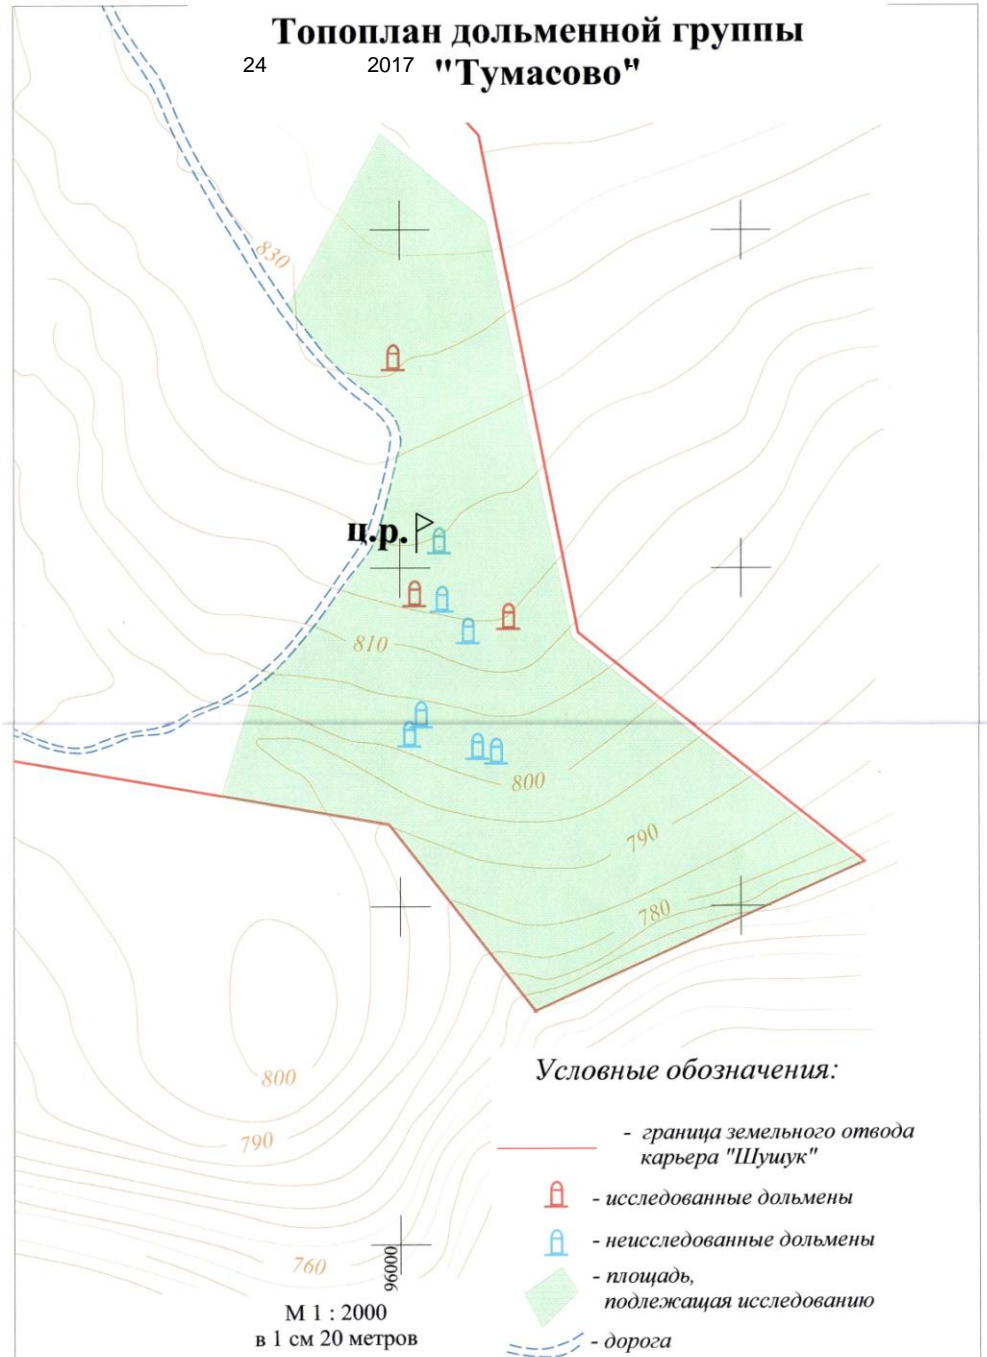 Топоплан дольменной группы
24 2017 "Тумасово"
830
ц.р.
810
800
790
780
800
790
760
96000
М 1 : 2000
в 1 см 20 метров
Условные обозначения:
- граница земельного отвода
карьера "Шушук"
- исследованные дольмены
- неисследованные дольмены
- площадь,
подлежащая исследованию
- дорога